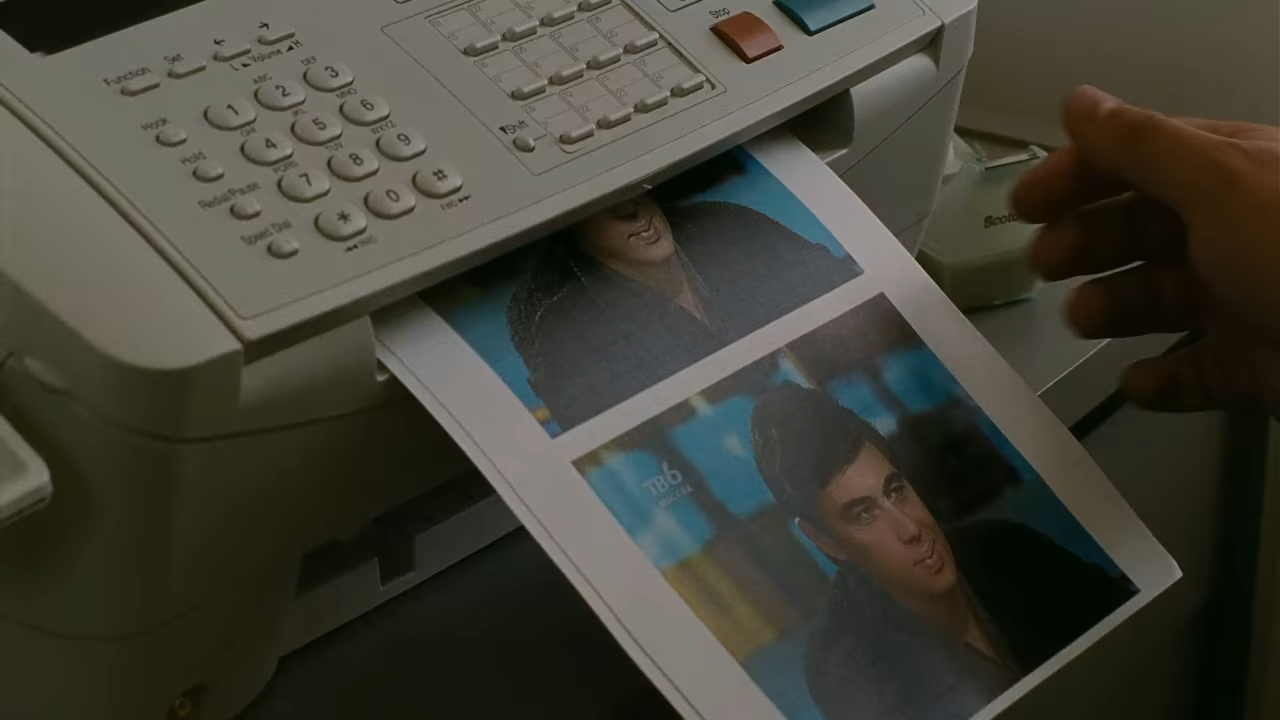 Stop
Function
Set
←
→
L Volume H
Hook
Hold
Redial/Pause
Speed Dial
1
ABC
2
DEF
3
GHI
4
JKL
5
MNO
6
PQRS
7
TUV
8
WXYZ
9
*
0
#
Shift
Scotch
ТВ6
МОСКВА